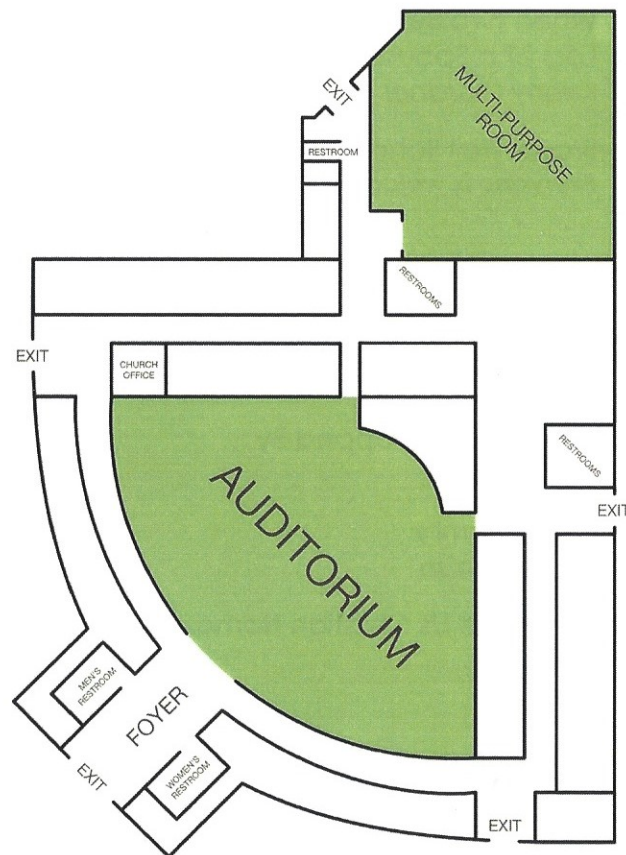 EXIT
MULTI-PURPOSE
ROOM
RESTROOM
RESTROOMS
EXIT
CHURCH
OFFICE
RESTROOMS
AUDITORIUM
EXIT
MEN'S
RESTROOM
FOYER
WOMEN'S
RESTROOM
EXIT
EXIT